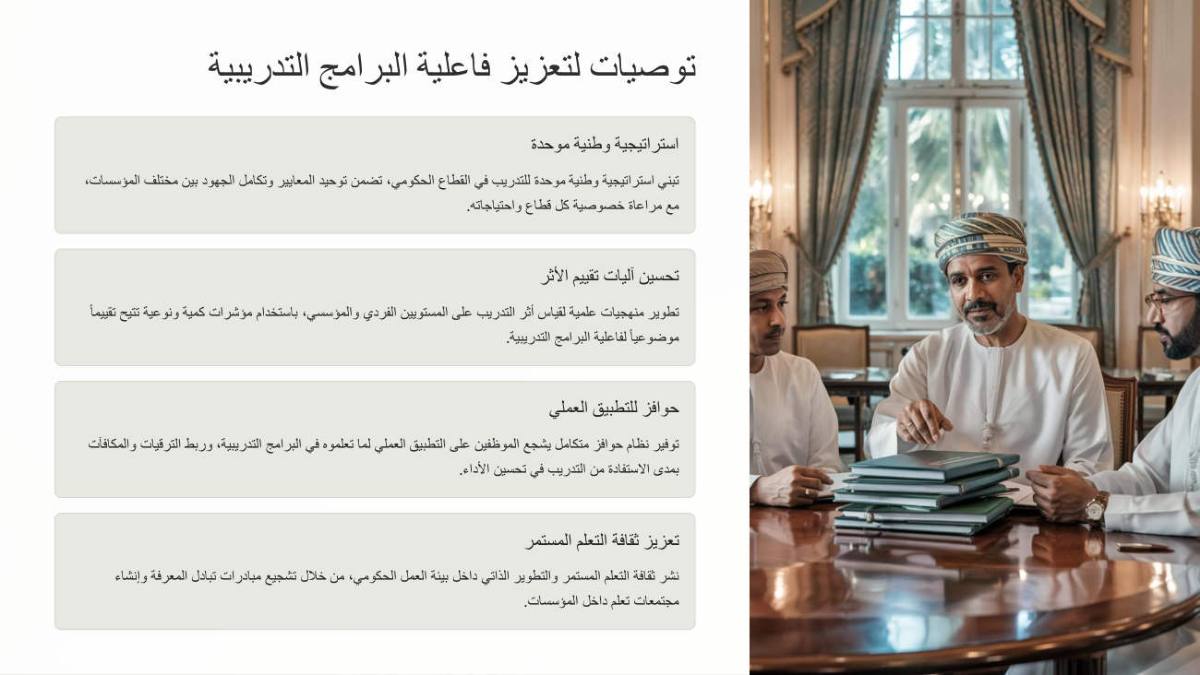 توصيات لتعزيز فاعلية البرامج التدريبية
استراتيجية وطنية موحدة
تبني استراتيجية وطنية موحدة للتدريب في القطاع الحكومي، تضمن توحيد المعايير وتكامل الجهود بين مختلف المؤسسات،
مع مراعاة خصوصية كل قطاع واحتياجاته.
تحسين آليات تقييم الأثر
تطوير منهجيات علمية لقياس أثر التدريب على المستويين الفردي والمؤسسي، باستخدام مؤشرات كمية ونوعية تتيح تقييماً
موضوعياً لفاعلية البرامج التدريبية.
حوافز للتطبيق العملي
توفير نظام حوافز متكامل يشجع الموظفين على التطبيق العملي لما تعلموه في البرامج التدريبية، وربط الترقيات والمكافآت
بمدى الاستفادة من التدريب في تحسين الأداء.
تعزيز ثقافة التعلم المستمر
نشر ثقافة التعلم المستمر والتطوير الذاتي داخل بيئة العمل الحكومي، من خلال تشجيع مبادرات تبادل المعرفة وإنشاء
مجتمعات تعلم داخل المؤسسات.